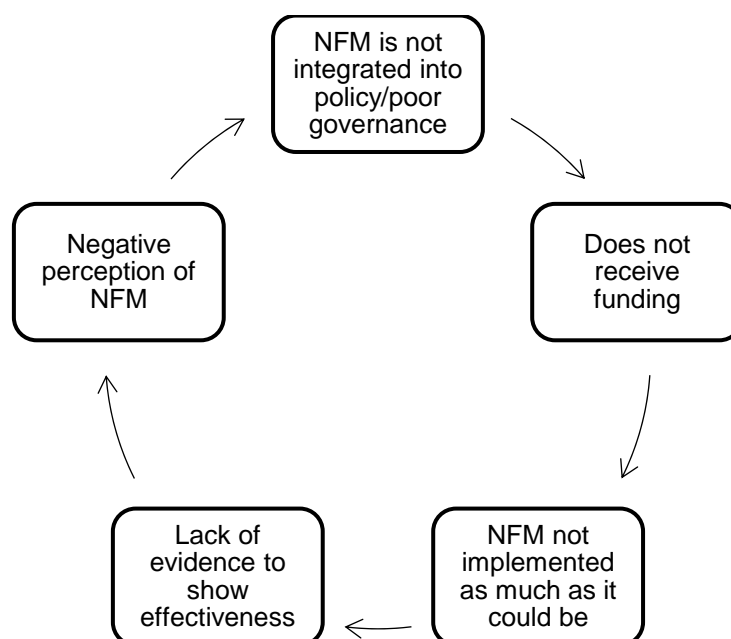 NFM is not
integrated into
policy/poor
governance
Does not
receive
funding
NFM not
implemented
as much as it
could be
Lack of
evidence to
show
effectiveness
Negative
perception of
NFM